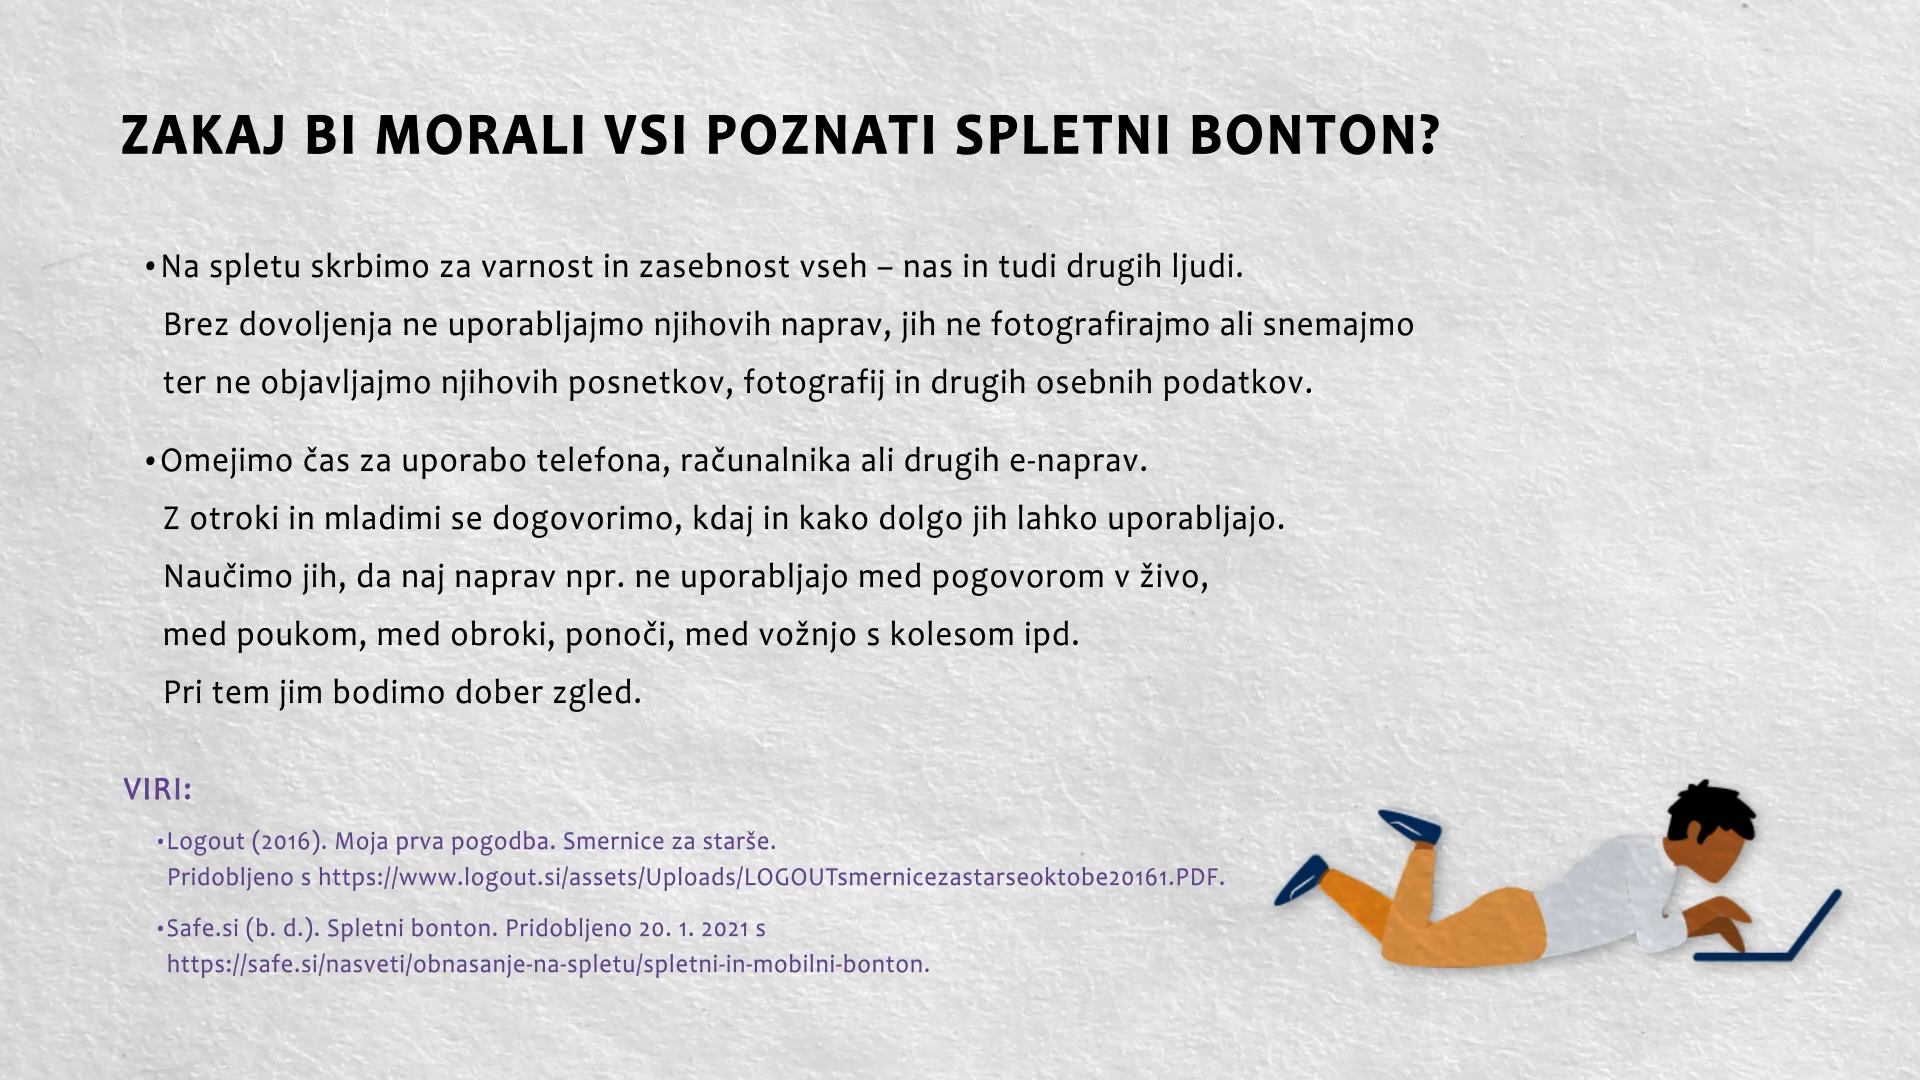 ZAKAJ BI MORALI VSI POZNATI SPLETNI BONTON?
•Na spletu skrbimo za varnost in zasebnost vseh – nas in tudi drugih ljudi.
Brez dovoljenja ne uporabljajmo njihovih naprav, jih ne fotografirajmo ali snemajmo
ter ne objavljajmo njihovih posnetkov, fotografij in drugih osebnih podatkov.
•Omejimo čas za uporabo telefona, računalnika ali drugih e-naprav.
Z otroki in mladimi se dogovorimo, kdaj in kako dolgo jih lahko uporabljajo.
Naučimo jih, da naj naprav npr. ne uporabljajo med pogovorom v živo,
med poukom, med obroki, ponoči, med vožnjo s kolesom ipd.
Pri tem jim bodimo dober zgled.
VIRI:
•Logout (2016). Moja prva pogodba. Smernice za starše.
Pridobljeno s https://www.logout.si/assets/Uploads/LOGOUTsmernicezastarseoktobe20161.PDF.
•Safe.si (b. d.). Spletni bonton. Pridobljeno 20. 1. 2021 s
https://safe.si/nasveti/obnasanje-na-spletu/spletni-in-mobilni-bonton.